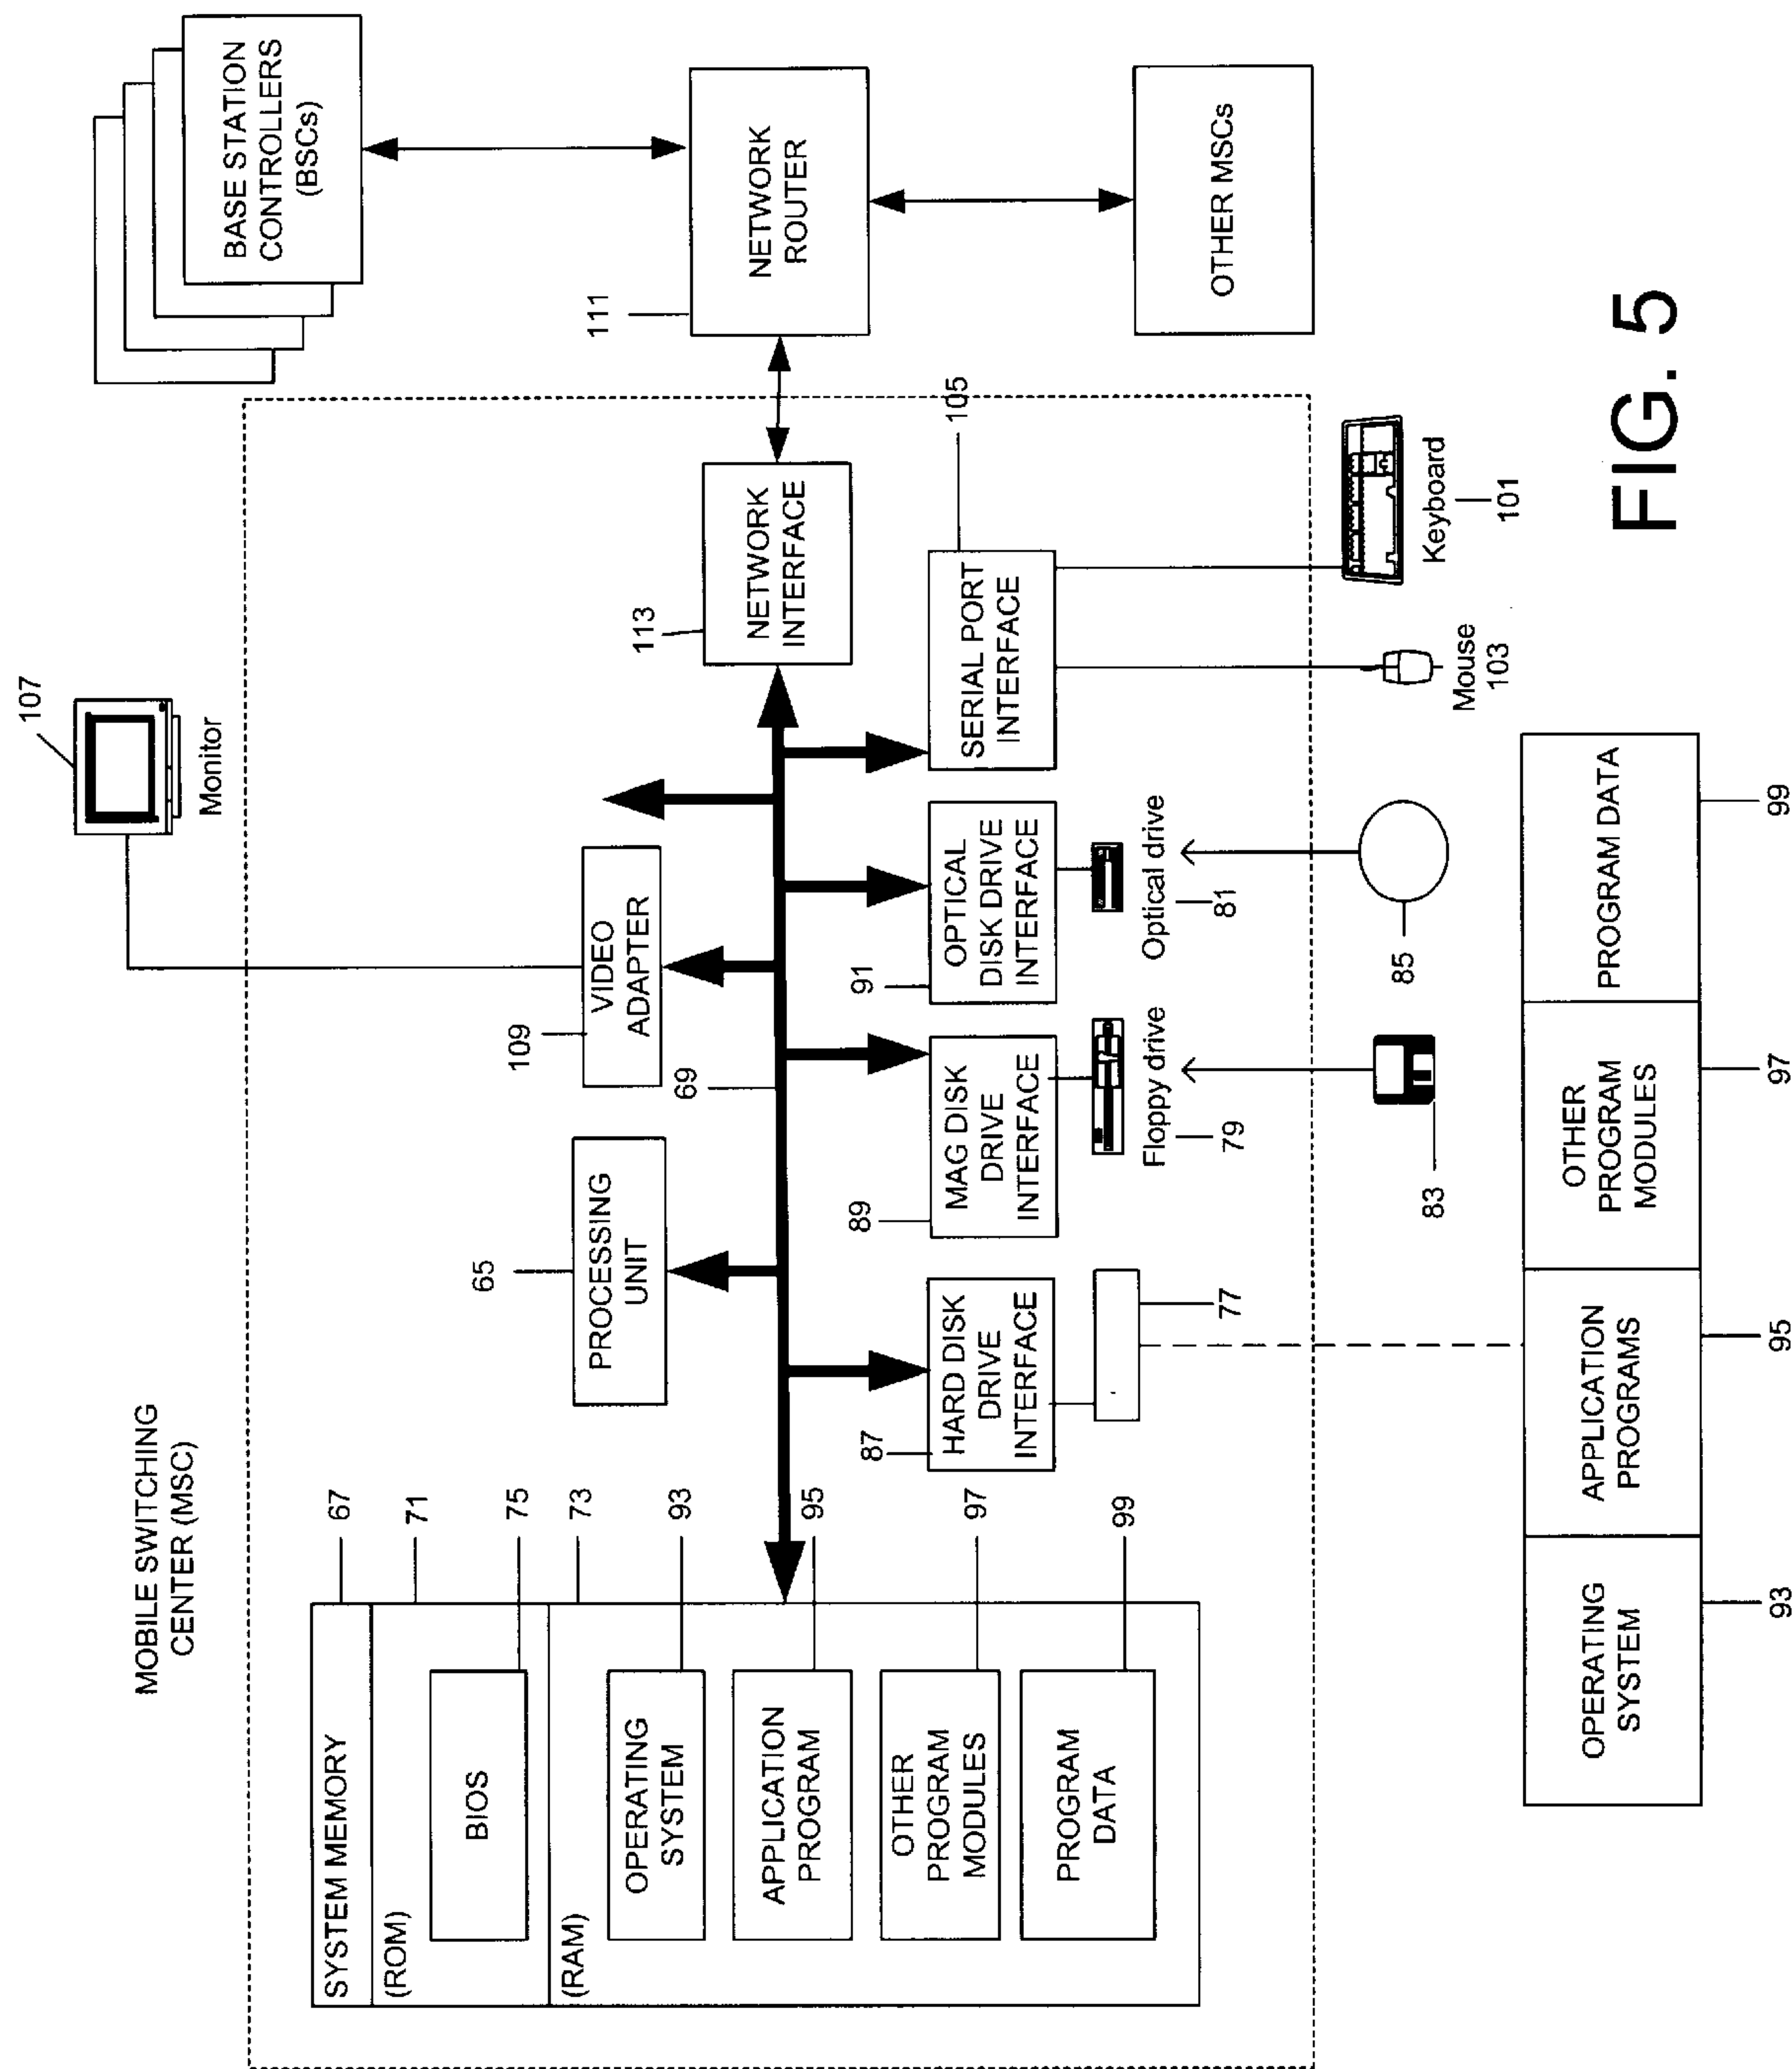 MOBILE SWITCHING
CENTER (MSC)
107
Monitor
BASE STATION
CONTROLLERS
(BSCs)
SYSTEM MEMORY
67
(ROM)
71
BIOS
75
(RAM)
73
OPERATING
SYSTEM
93
APPLICATION
PROGRAM
95
OTHER
PROGRAM
MODULES
97
PROGRAM
DATA
99
65
PROCESSING
UNIT
109
VIDEO
ADAPTER
69
113
NETWORK
INTERFACE
111
NETWORK
ROUTER
87
HARD DISK
DRIVE
INTERFACE
89
MAG DISK
DRIVE
INTERFACE
91
OPTICAL
DISK DRIVE
INTERFACE
SERIAL PORT
INTERFACE
105
77
Floppy drive
79
Optical drive
81
OTHER MSCs
83
85
Mouse
103
Keyboard
101
OPERATING
SYSTEM
APPLICATION
PROGRAMS
OTHER
PROGRAM
MODULES
PROGRAM DATA
93
95
97
99
FIG. 5